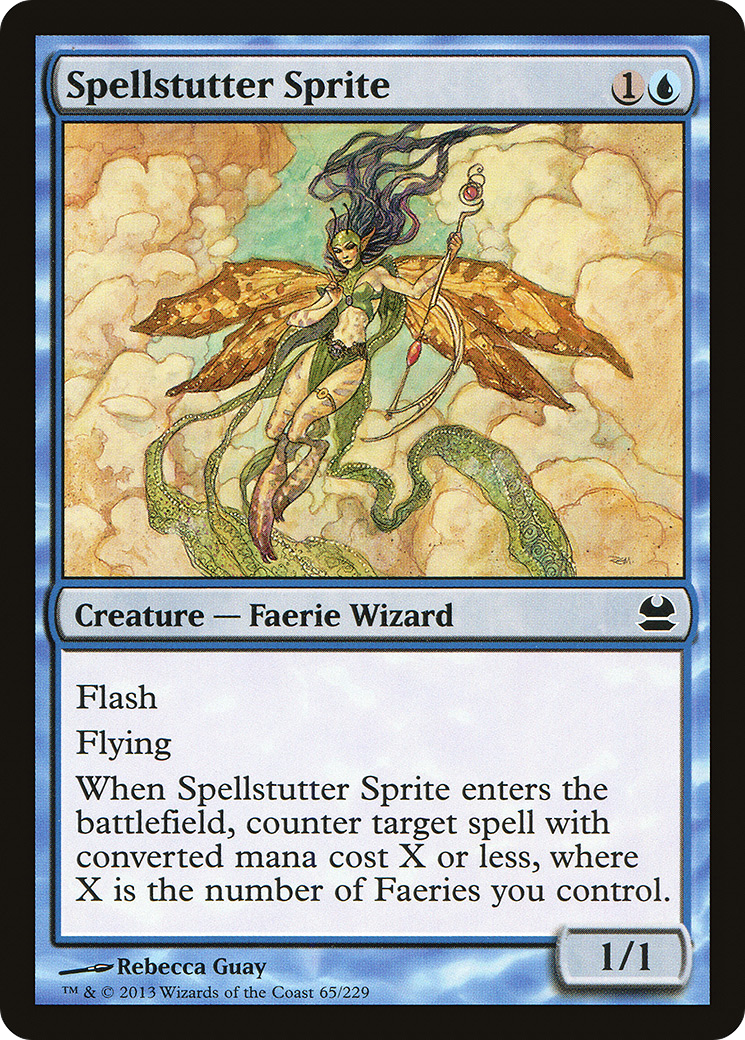 Spellstutter Sprite 1
RGM.
Creature — Faerie Wizard
Flash
Flying
When Spellstutter Sprite enters the
battlefield, counter target spell with
converted mana cost X or less, where
X is the number of Faeries you control.
1/1
Rebecca Guay
™ & © 2013 Wizards of the Coast 65/229